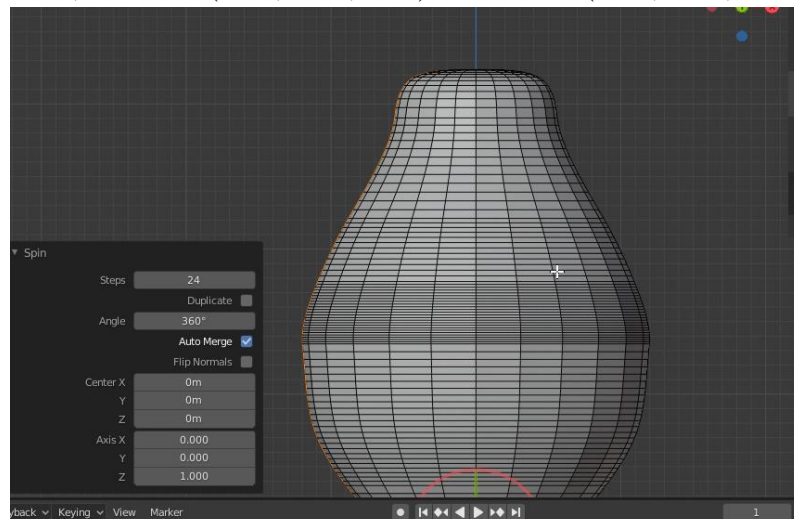 Spin
Steps 24
Duplicate
Angle 360°
Auto Merge
Flip Normals
Center X 0m
Y 0m
Z 0m
Axis X 0.000
Y 0.000
Z 1.000
yback Keying View Marker 1